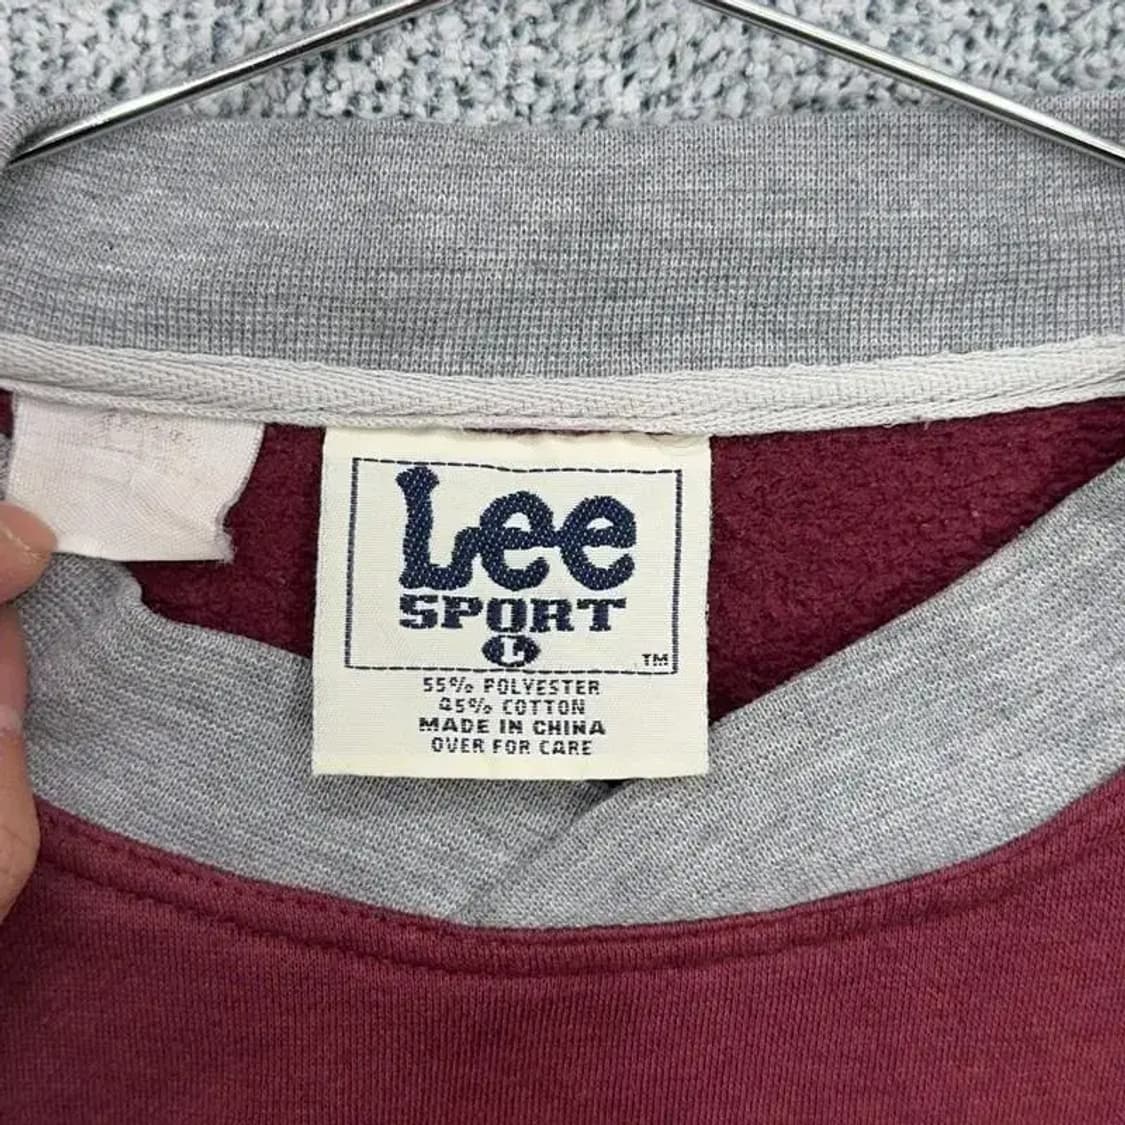 Lee
SPORT
L
TM
55% POLYESTER
45% COTTON
MADE IN CHINA
OVER FOR CARE